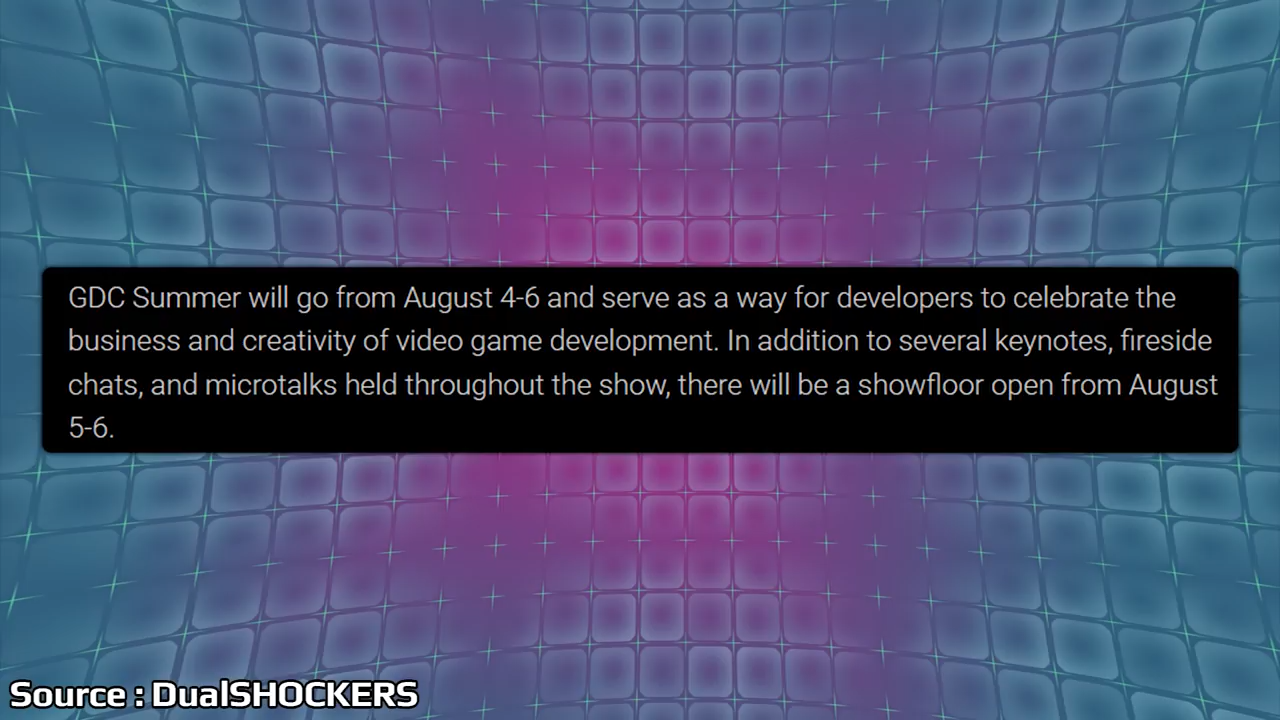 GDC Summer will go from August 4-6 and serve as a way for developers to celebrate the
business and creativity of video game development. In addition to several keynotes, fireside
chats, and microtalks held throughout the show, there will be a showfloor open from August
5-6.
Source : DualSHOCKERS